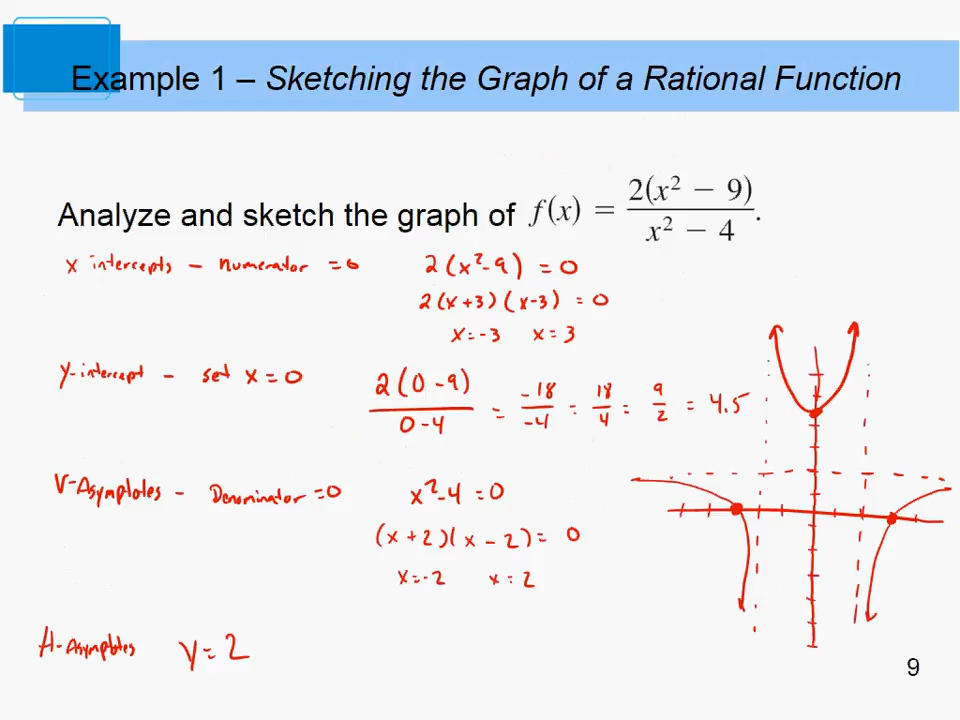 Example 1 – Sketching the Graph of a Rational Function
Analyze and sketch the graph of f(x) = 2(x² − 9) / x² − 4.
x intercepts – numerator = 0    2(x²-9) = 0
2(x+3)(x-3) = 0
x=-3    x=3
y-intercept – set x=0    2(0-9) / 0-4 = -18/-4 = 18/4 = 9/2 = 4.5
V-Asymptotes – Denominator=0    x²-4=0
(x+2)(x-2)= 0
x=-2    x=2
H-Asymptotes    y=2
9